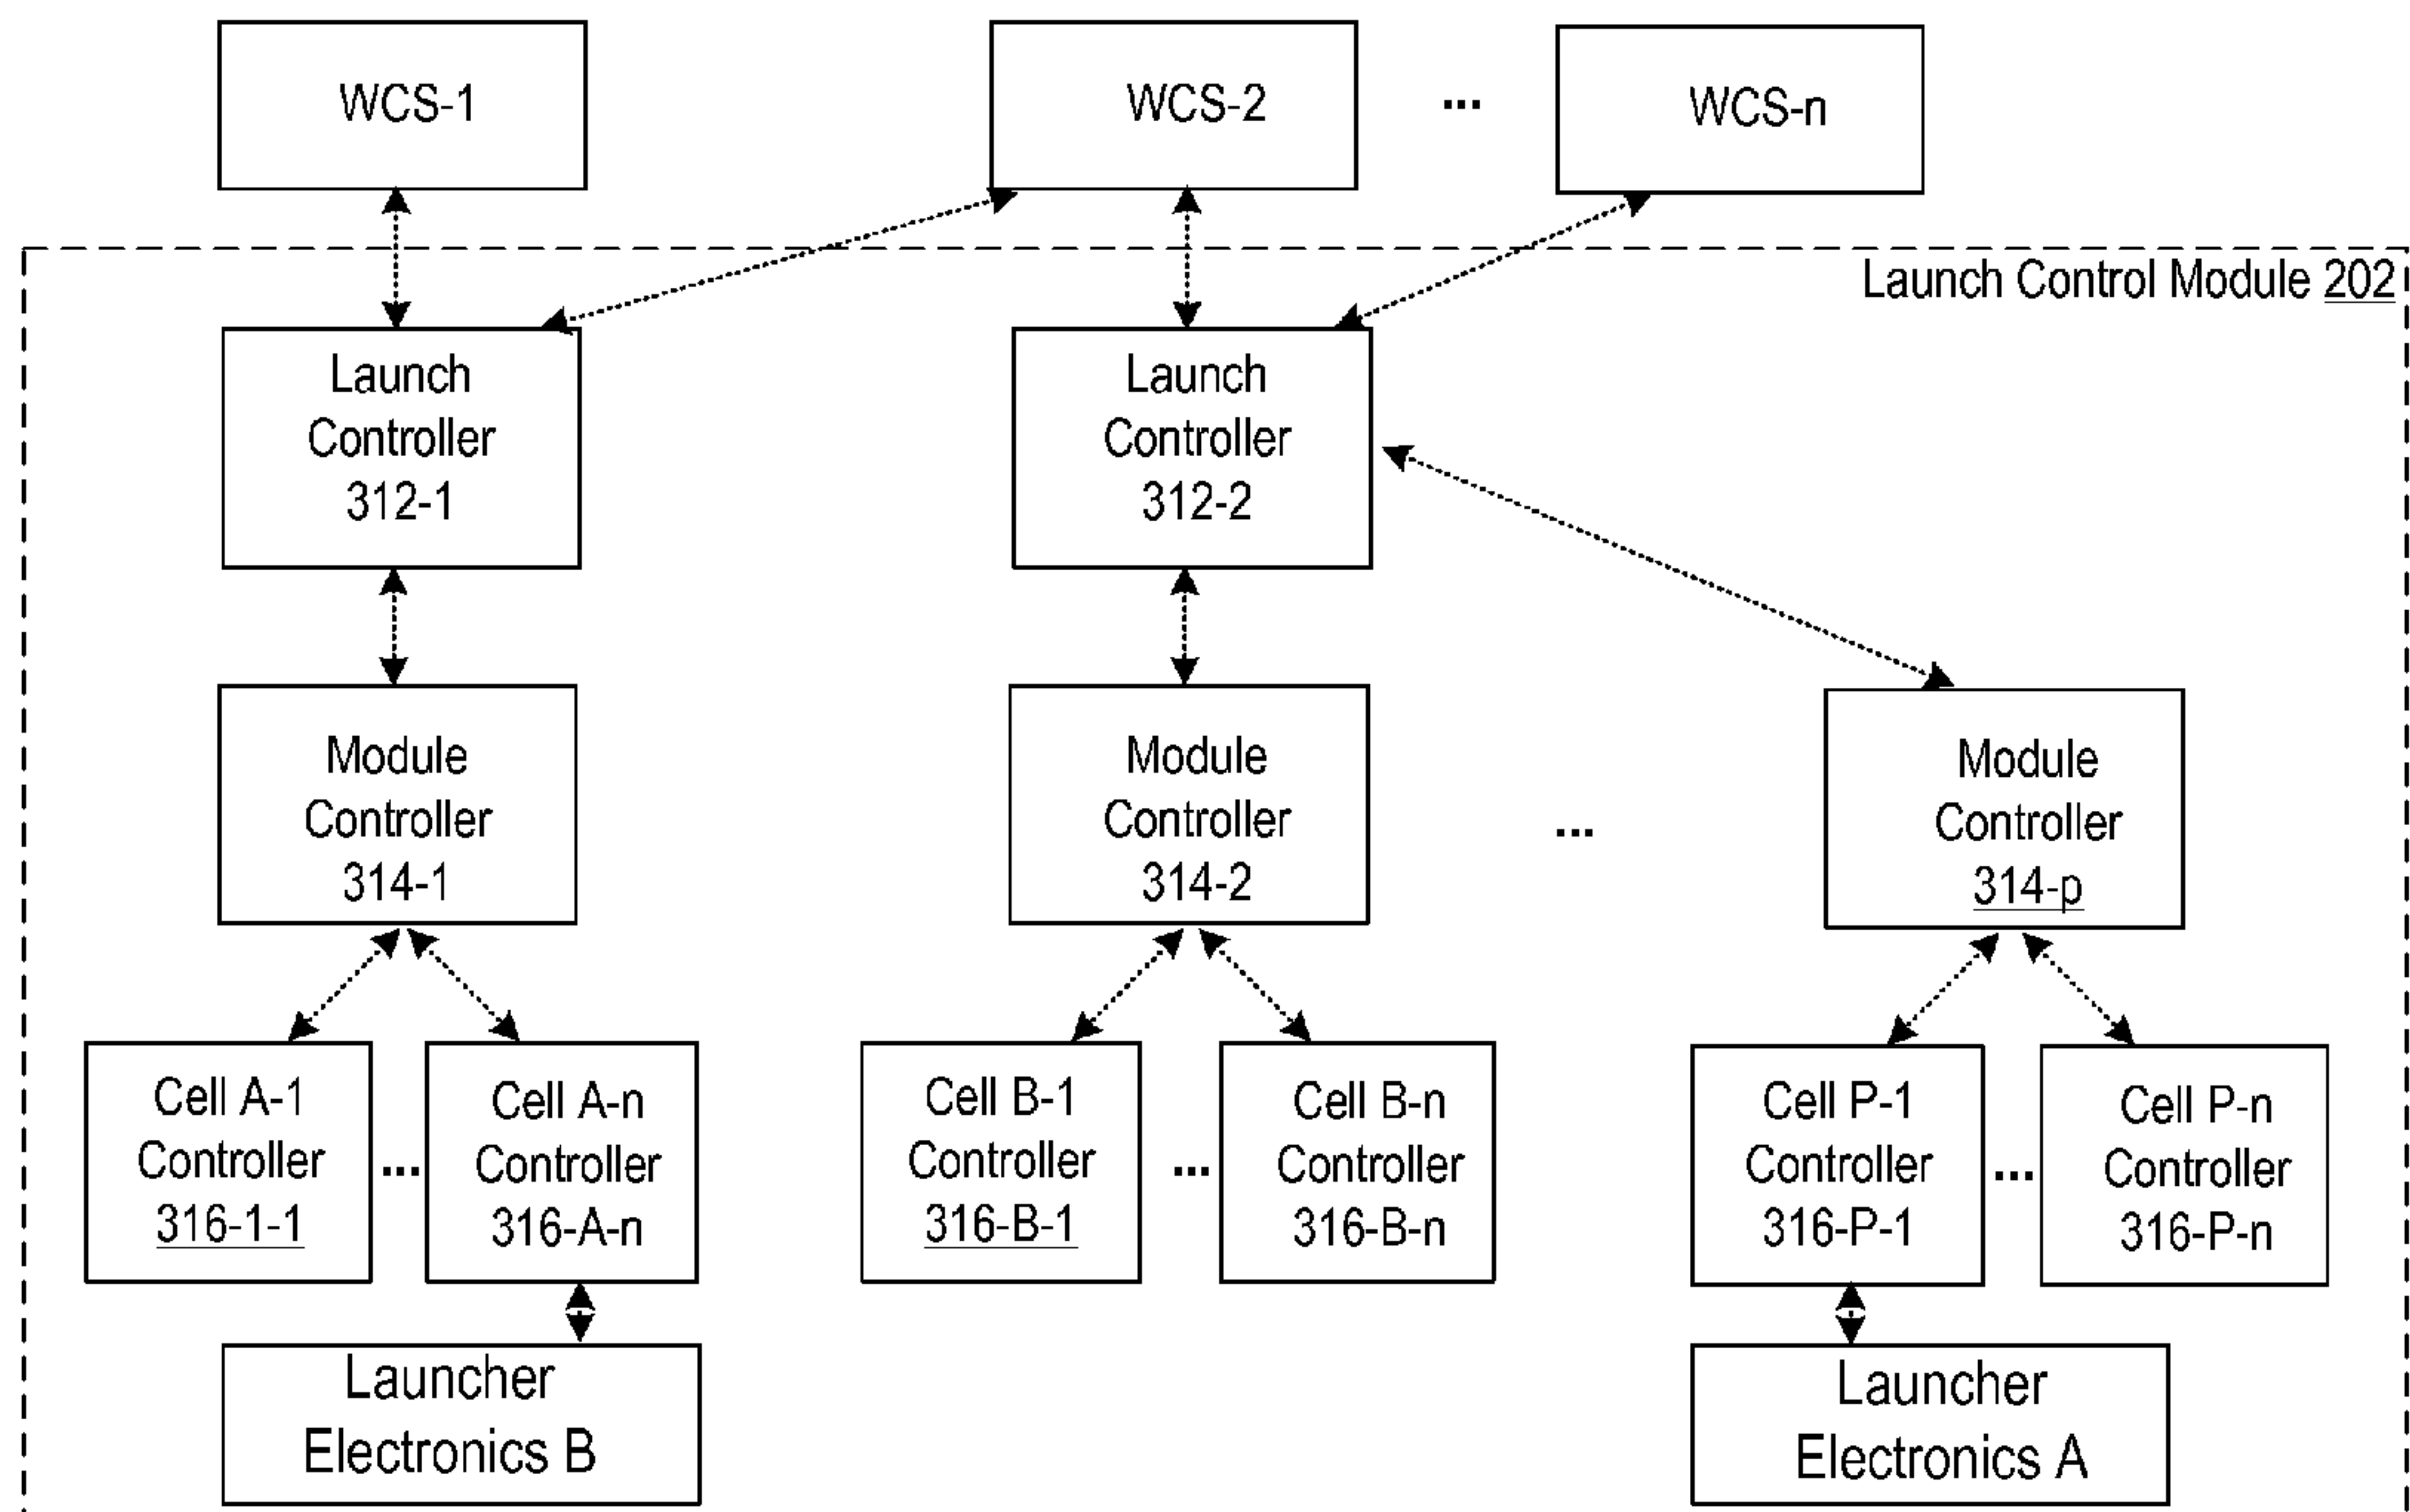 WCS-1
WCS-2
...
WCS-n
Launch Control Module 202
Launch
Controller
312-1
Launch
Controller
312-2
Module
Controller
314-1
Module
Controller
314-2
...
Module
Controller
314-p
Cell A-1
Controller
316-1-1
...
Cell A-n
Controller
316-A-n
Cell B-1
Controller
316-B-1
...
Cell B-n
Controller
316-B-n
Cell P-1
Controller
316-P-1
...
Cell P-n
Controller
316-P-n
Launcher
Electronics B
Launcher
Electronics A